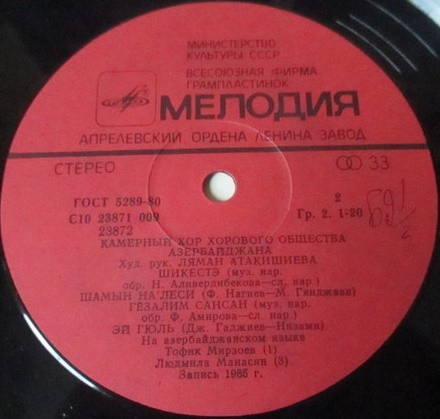 МИНИСТЕРСТВО
КУЛЬТУРЫ СССР
ВСЕСОЮЗНАЯ ФИРМА
ГРАМПЛАСТИНОК
МЕЛОДИЯ
АПРЕЛЕВСКИЙ ОРДЕНА ЛЕНИНА ЗАВОД
СТЕРЕО
33
ГОСТ 5289-80
2
С10 23871 009
Гр. 2. 1-20
23872
КАМЕРНЫЙ ХОР ХОРОВОГО ОБЩЕСТВА
АЗЕРБАЙДЖАНА
Худ. рук. ЛЯМАН АТАКИШИЕВА
ШИКЕСТЭ (муз. нар.
обр. Н. Аливердибекова—сл. нар.)
ШАМЫН НА'ЛЕСИ (Ф. Нагиев—М. Гянджави)
ГЕЗАЛИМ САНСАН (муз. нар.
обр. Ф. Амирова—сл. нар.)
ЭЙ ГЮЛЬ (Дж. Гаджиев—Низами)
На азербайджанском языке
Тофик Мирзоев (1)
Людмила Манасян (3)
Запись 1985 г.